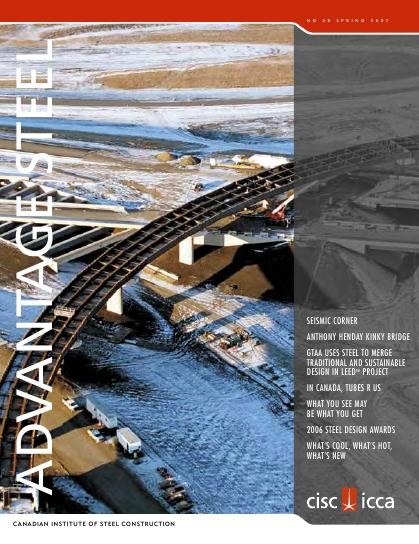 NO 28 SPRING 2007
ADVANTAGE STEEL
SEISMIC CORNER
ANTHONY HENDAY KINKY BRIDGE
GTAA USES STEEL TO MERGE
TRADITIONAL AND SUSTAINABLE
DESIGN IN LEED™ PROJECT
IN CANADA, TUBES R US
WHAT YOU SEE MAY
BE WHAT YOU GET
2006 STEEL DESIGN AWARDS
WHAT'S COOL, WHAT'S HOT,
WHAT'S NEW
cisc icca
CANADIAN INSTITUTE OF STEEL CONSTRUCTION